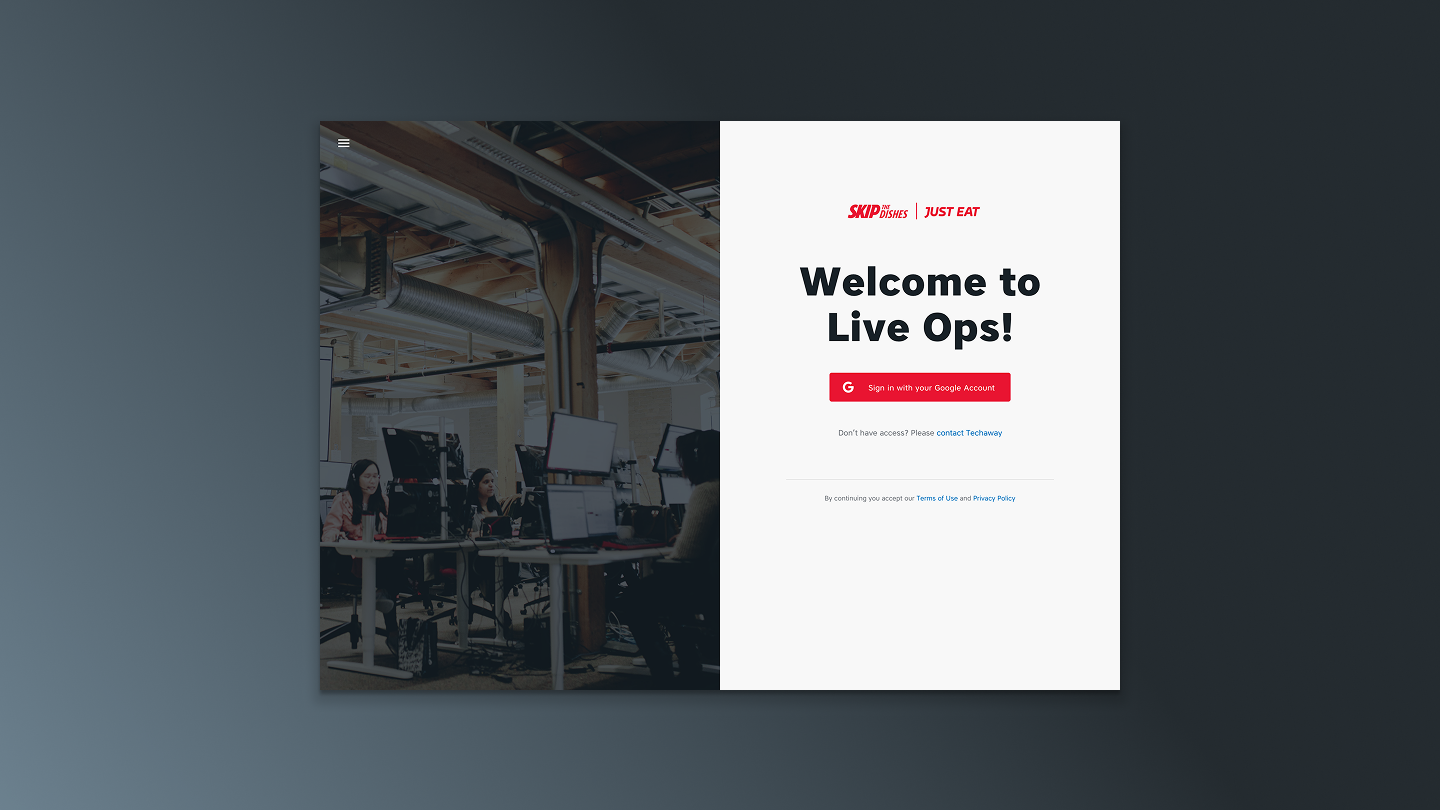 SKIP THE DISHES | JUST EAT
Welcome to
Live Ops!
G Sign in with your Google Account
Don't have access? Please contact Techaway
By continuing you accept our Terms of Use and Privacy Policy